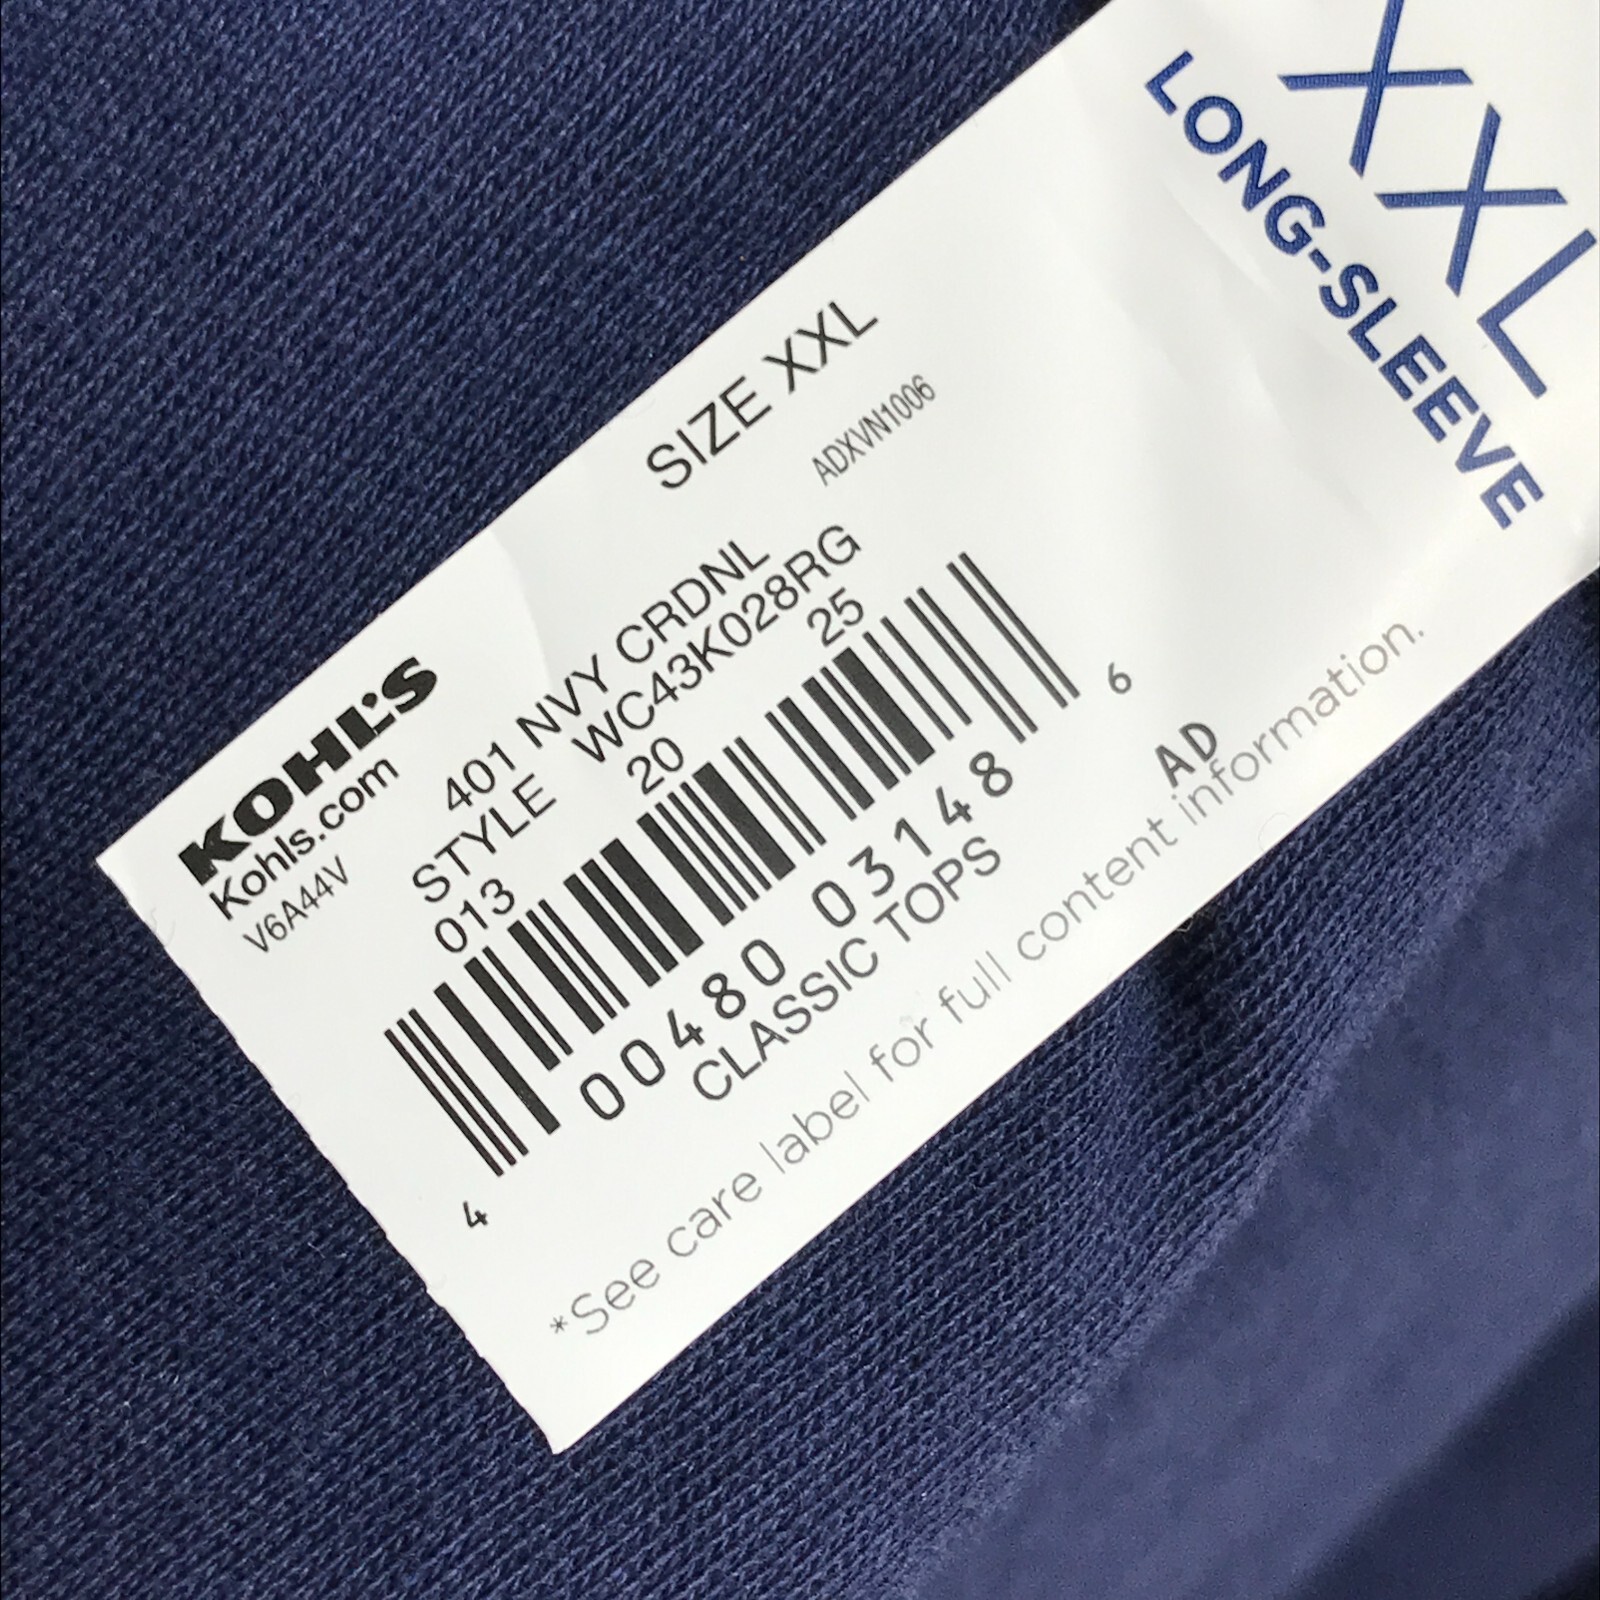 XXL
LONG-SLEEVE
SIZE XXL
ADXVN1006
KOHL'S
Kohls.com
V6A44V
401 NVY CRDNL
STYLE WC43K028RG
013 20 25
4 00480 03148 6
CLASSIC TOPS AD
*See care label for full content information.